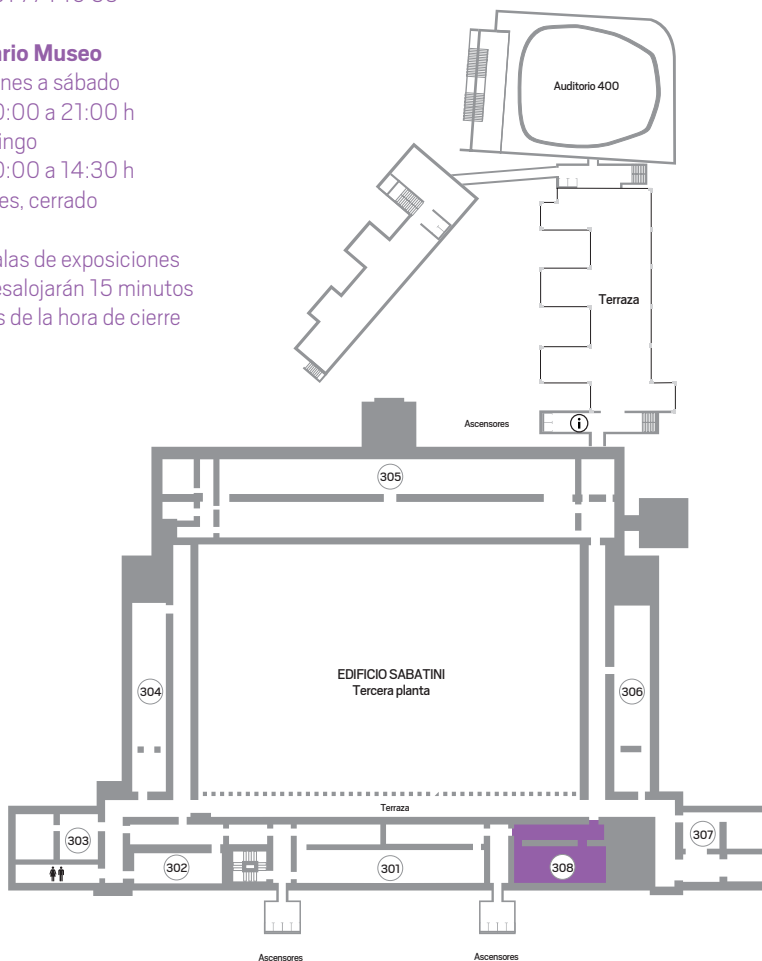 ario Museo
nes a sábado
0:00 a 21:00 h
ingo
0:00 a 14:30 h
es, cerrado
alas de exposiciones
esalojarán 15 minutos
s de la hora de cierre
Auditorio 400
Terraza
Ascensores
i
305
EDIFICIO SABATINI
Tercera planta
304
306
Terraza
303
307
302
301
308
Ascensores
Ascensores